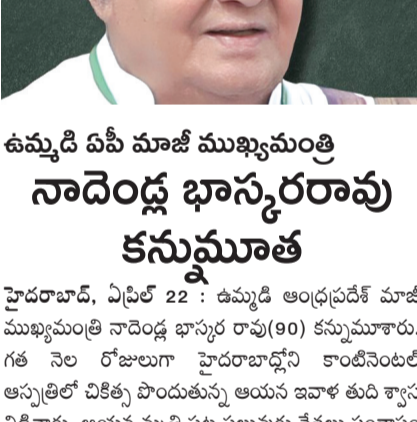 ఉమ్మడి ఏపీ మాజీ ముఖ్యమంత్రి
నాదెండ్ల భాస్కరరావు
కన్నుమూత
హైదరాబాద్, ఏప్రిల్ 22 : ఉమ్మడి ఆంధ్రప్రదేశ్ మాజీ
ముఖ్యమంత్రి నాదెండ్ల భాస్కర రావు(90) కన్నుమూశారు.
గత నెల రోజులుగా హైదరాబాద్లోని కాంటినెంటల్
ఆస్పత్రిలో చికిత్స పొందుతున్న ఆయన ఇవాళ తుది శ్వాస